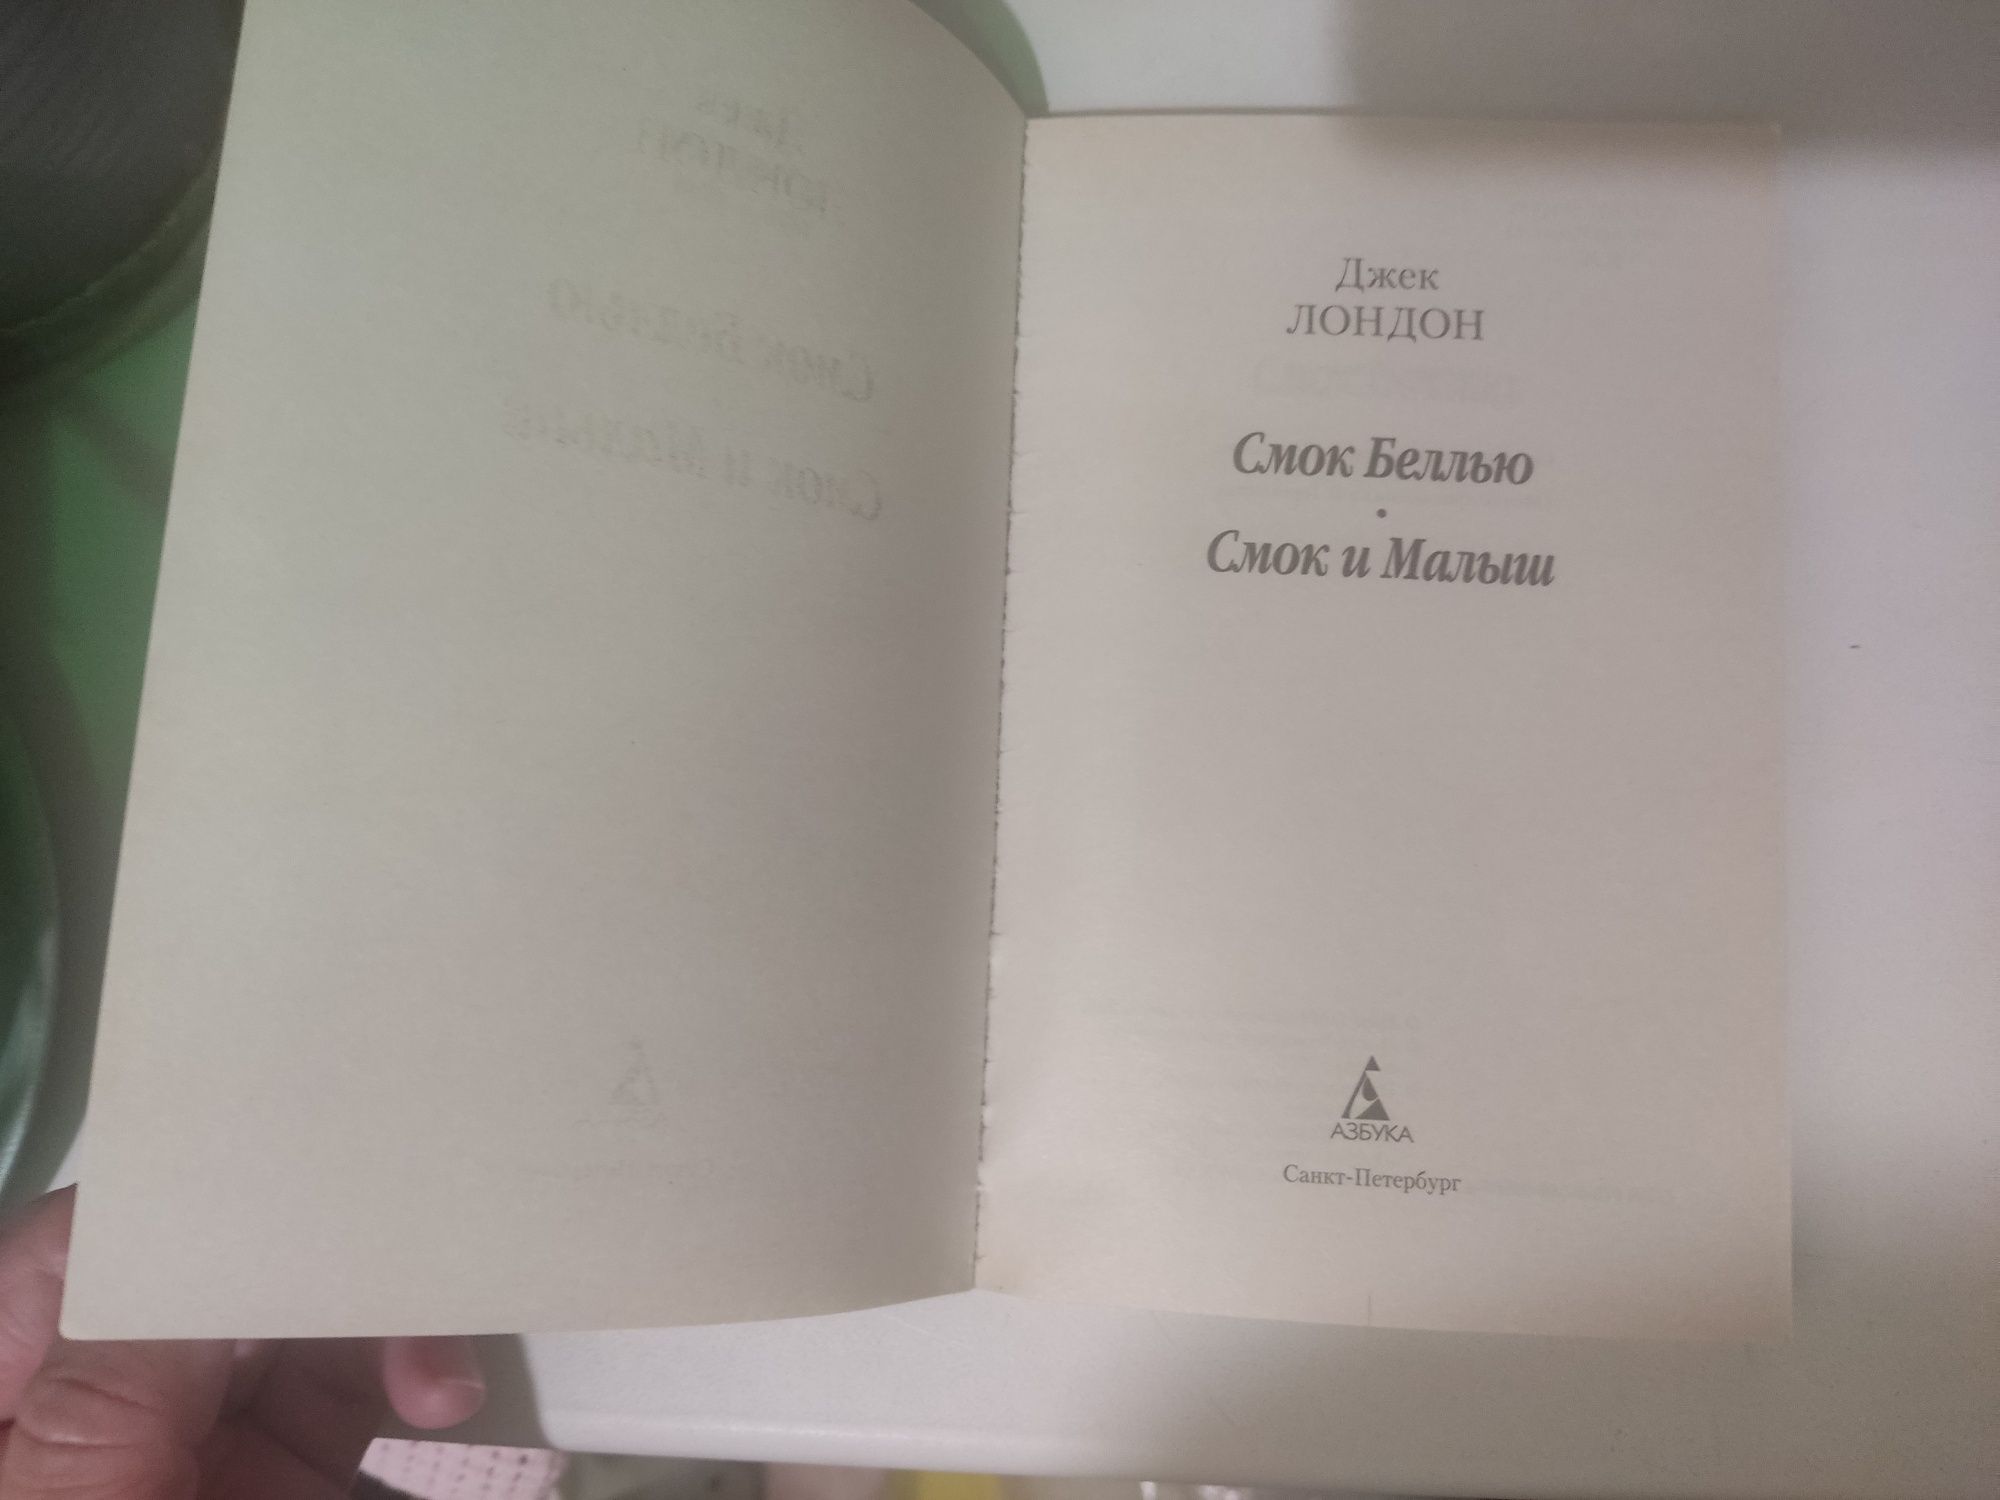 Джек
ЛОНДОН
Смок Беллью
•
Смок и Малыш
АЗБУКА
Санкт-Петербург